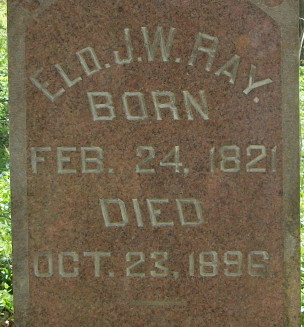 ELD. J. W. RAY.
BORN
FEB. 24, 1821
DIED
OCT. 23, 1896